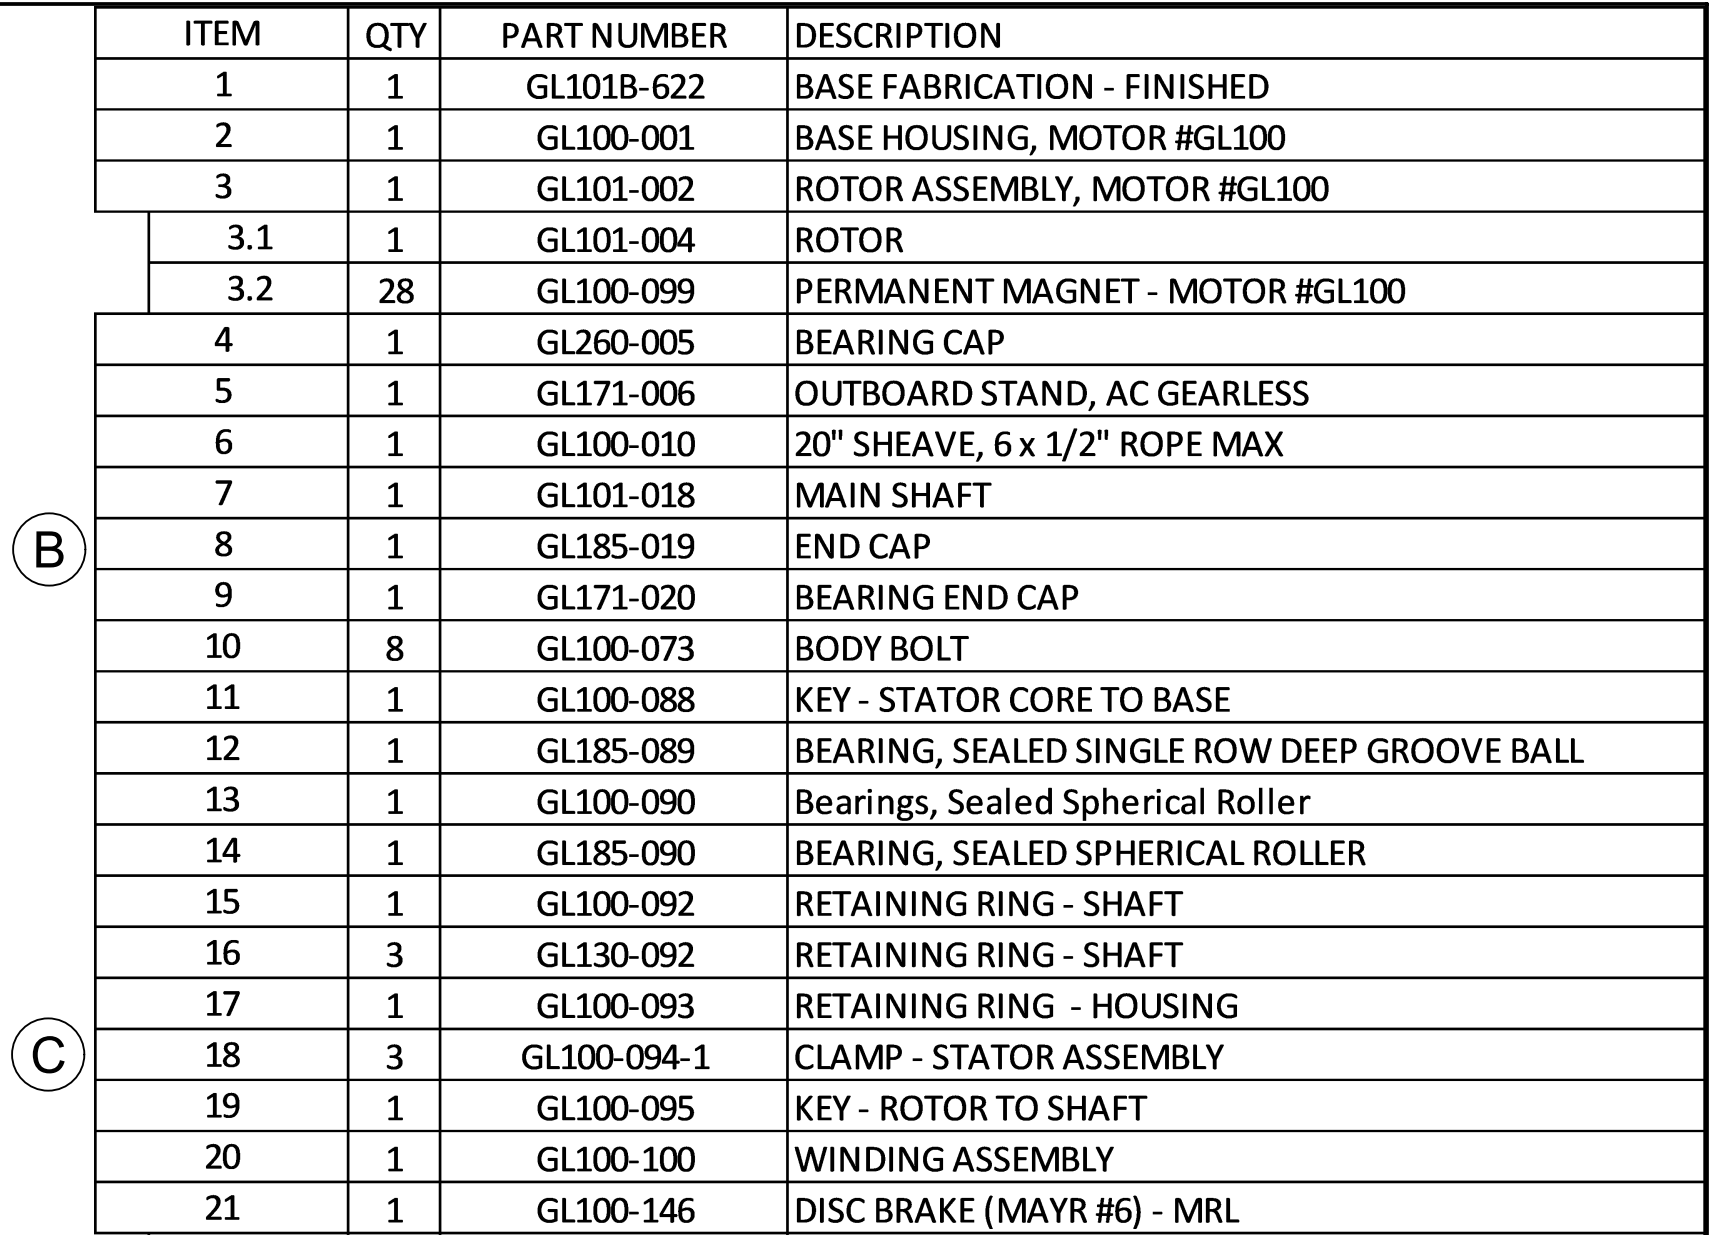 ITEM QTY PART NUMBER DESCRIPTION
1 1 GL101B-622 BASE FABRICATION - FINISHED
2 1 GL100-001 BASE HOUSING, MOTOR #GL100
3 1 GL101-002 ROTOR ASSEMBLY, MOTOR #GL100
3.1 1 GL101-004 ROTOR
3.2 28 GL100-099 PERMANENT MAGNET - MOTOR #GL100
4 1 GL260-005 BEARING CAP
5 1 GL171-006 OUTBOARD STAND, AC GEARLESS
6 1 GL100-010 20" SHEAVE, 6 x 1/2" ROPE MAX
7 1 GL101-018 MAIN SHAFT
B 8 1 GL185-019 END CAP
9 1 GL171-020 BEARING END CAP
10 8 GL100-073 BODY BOLT
11 1 GL100-088 KEY - STATOR CORE TO BASE
12 1 GL185-089 BEARING, SEALED SINGLE ROW DEEP GROOVE BALL
13 1 GL100-090 Bearings, Sealed Spherical Roller
14 1 GL185-090 BEARING, SEALED SPHERICAL ROLLER
15 1 GL100-092 RETAINING RING - SHAFT
16 3 GL130-092 RETAINING RING - SHAFT
17 1 GL100-093 RETAINING RING - HOUSING
C 18 3 GL100-094-1 CLAMP - STATOR ASSEMBLY
19 1 GL100-095 KEY - ROTOR TO SHAFT
20 1 GL100-100 WINDING ASSEMBLY
21 1 GL100-146 DISC BRAKE (MAYR #6) - MRL